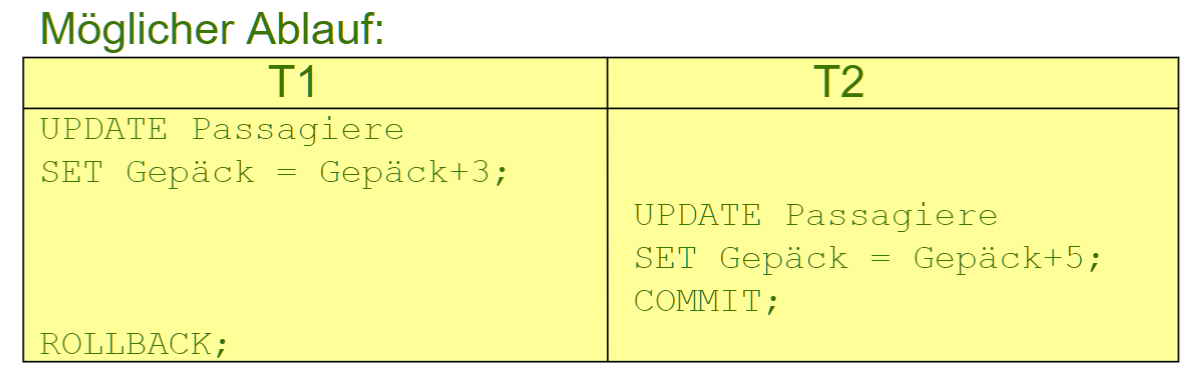 Möglicher Ablauf:
T1 T2
UPDATE Passagiere
SET Gepäck = Gepäck+3;
UPDATE Passagiere
SET Gepäck = Gepäck+5;
COMMIT;
ROLLBACK;